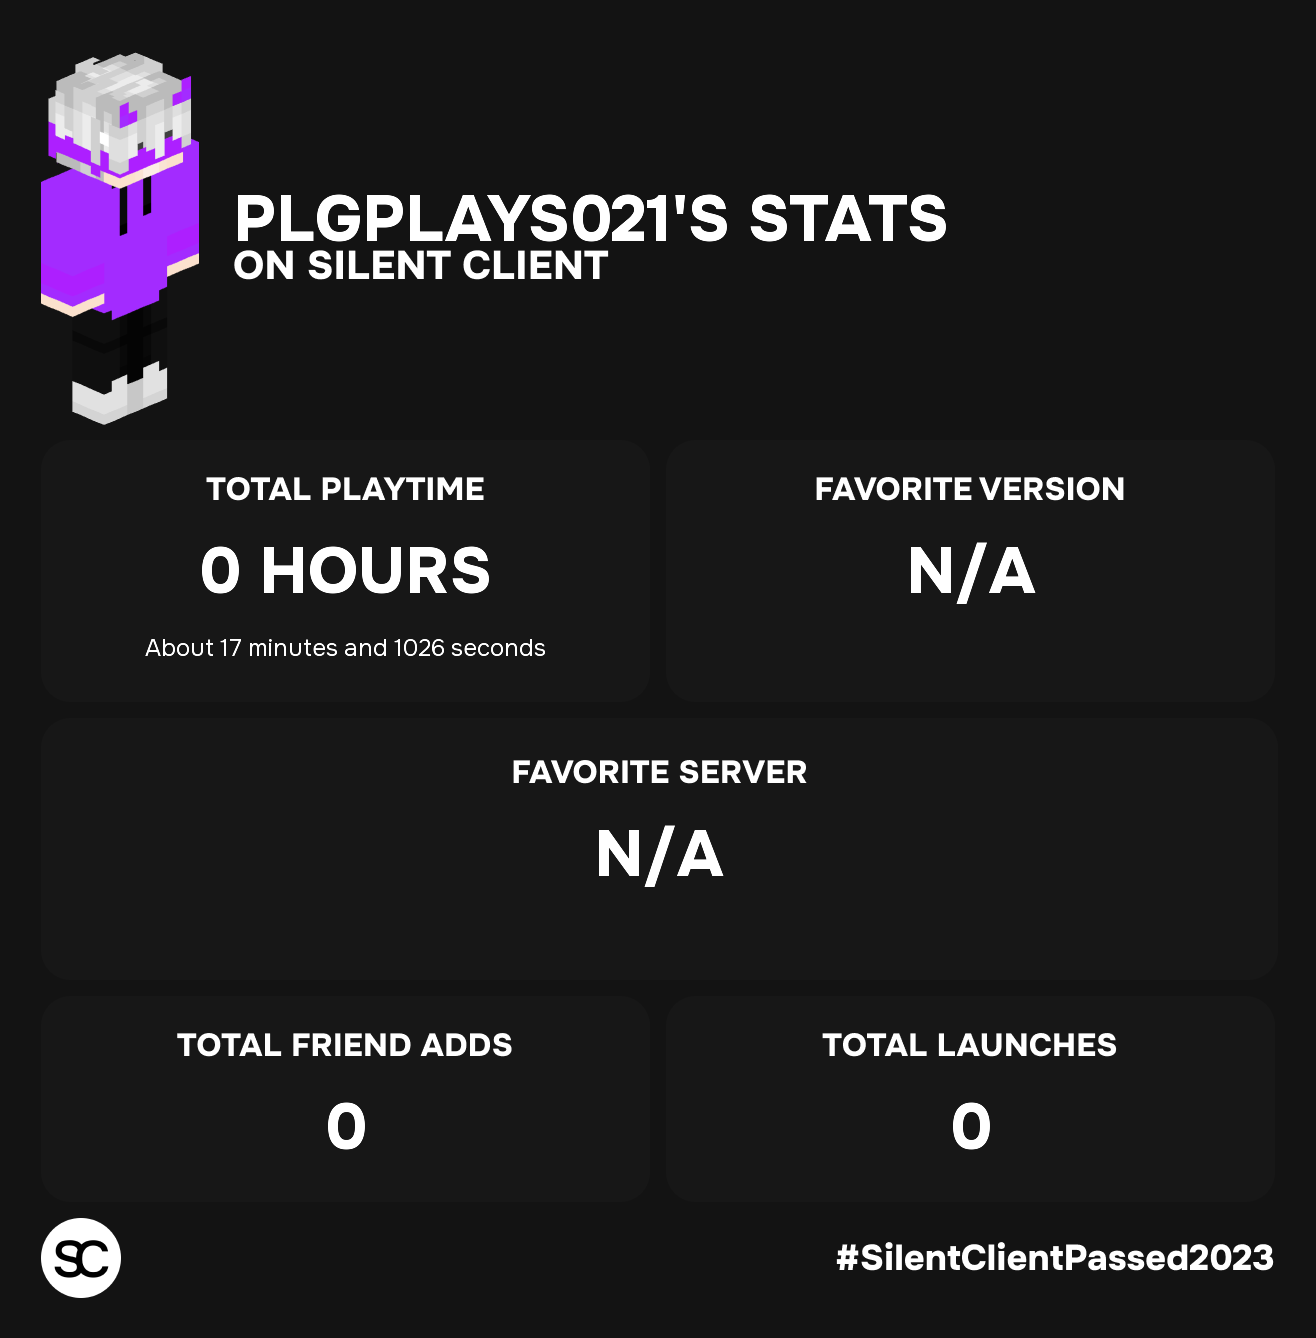 PLGPLAYS021'S STATS
ON SILENT CLIENT
TOTAL PLAYTIME
0 HOURS
About 17 minutes and 1026 seconds
FAVORITE VERSION
N/A
FAVORITE SERVER
N/A
TOTAL FRIEND ADDS
0
TOTAL LAUNCHES
0
SC
#SilentClientPassed2023